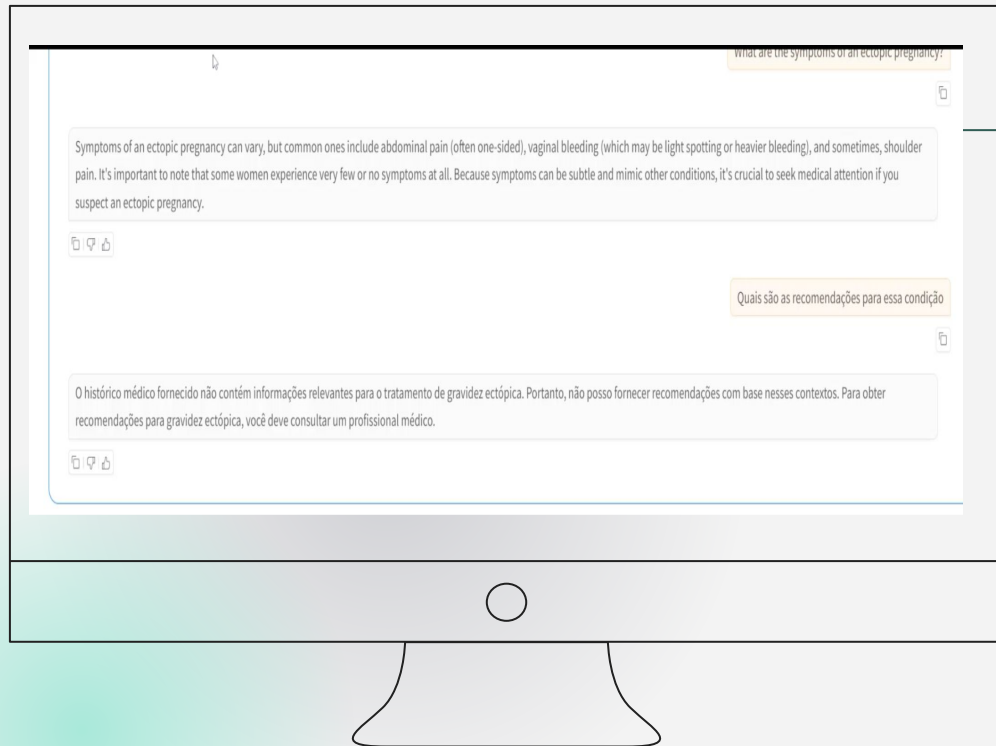 What are the symptoms of an ectopic pregnancy?
Symptoms of an ectopic pregnancy can vary, but common ones include abdominal pain (often one-sided), vaginal bleeding (which may be light spotting or heavier bleeding), and sometimes, shoulder
pain. It's important to note that some women experience very few or no symptoms at all. Because symptoms can be subtle and mimic other conditions, it's crucial to seek medical attention if you
suspect an ectopic pregnancy.
Quais são as recomendações para essa condição
O histórico médico fornecido não contém informações relevantes para o tratamento de gravidez ectópica. Portanto, não posso fornecer recomendações com base nesses contextos. Para obter
recomendações para gravidez ectópica, você deve consultar um profissional médico.